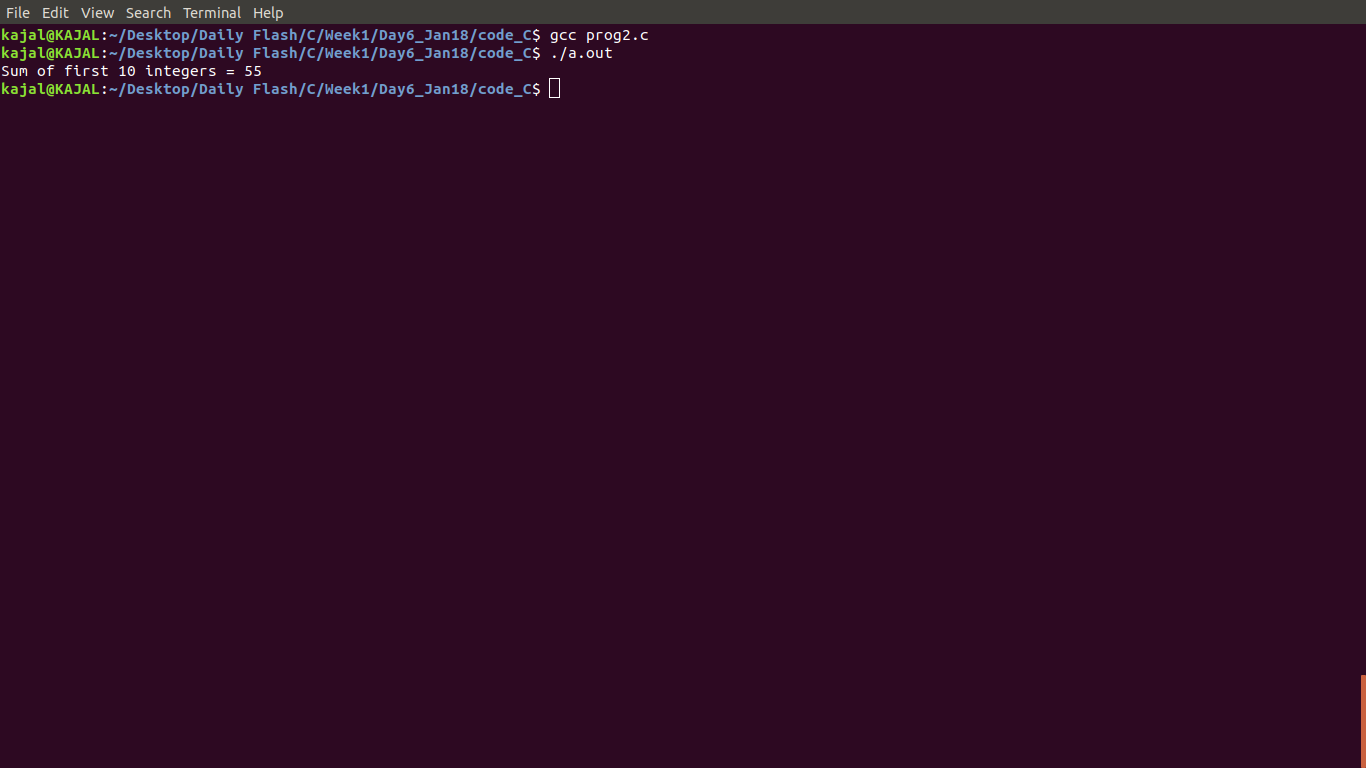 File Edit View Search Terminal Help
kajal@KAJAL:~/Desktop/Daily Flash/C/Week1/Day6_Jan18/code_C$ gcc prog2.c
kajal@KAJAL:~/Desktop/Daily Flash/C/Week1/Day6_Jan18/code_C$ ./a.out
Sum of first 10 integers = 55
kajal@KAJAL:~/Desktop/Daily Flash/C/Week1/Day6_Jan18/code_C$